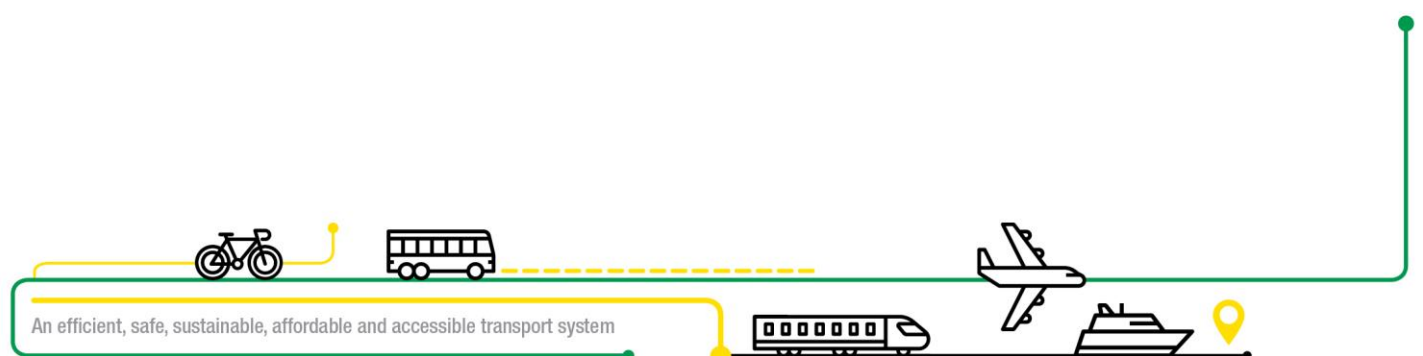 An efficient, safe, sustainable, affordable and accessible transport system